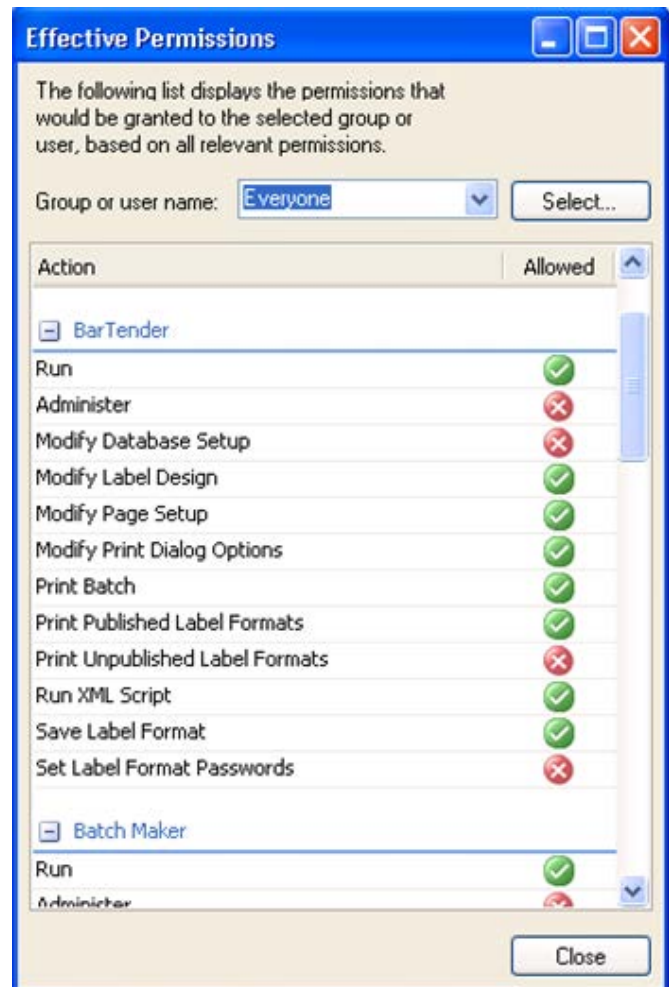 Effective Permissions
The following list displays the permissions that
would be granted to the selected group or
user, based on all relevant permissions.
Group or user name: Everyone Select...
Action Allowed
BarTender
Run
Administer
Modify Database Setup
Modify Label Design
Modify Page Setup
Modify Print Dialog Options
Print Batch
Print Published Label Formats
Print Unpublished Label Formats
Run XML Script
Save Label Format
Set Label Format Passwords
Batch Maker
Run
Administer
Close